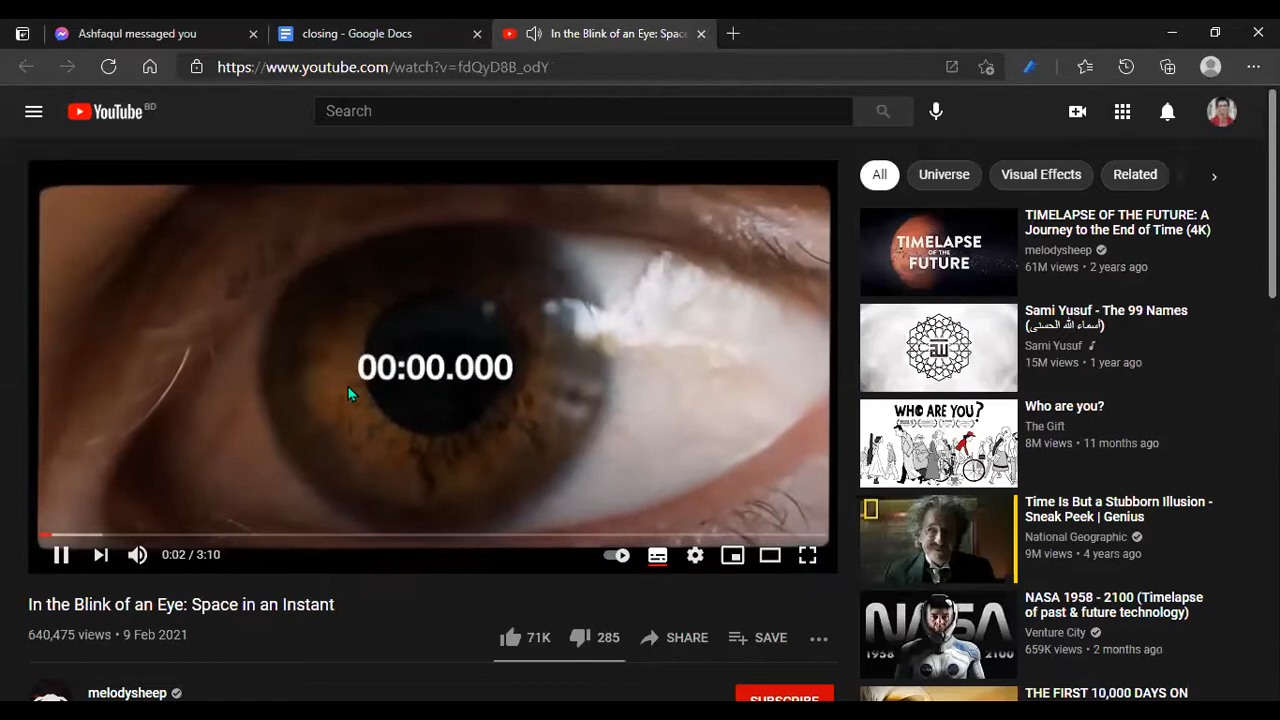 Ashfaqul messaged you
closing - Google Docs
In the Blink of an Eye: Spac
https://www.youtube.com/watch?v=fdQyD8B_odY
YouTube BD
Search
00:00.000
0:02 / 3:10
In the Blink of an Eye: Space in an Instant
640,475 views • 9 Feb 2021
71K
285
SHARE
SAVE
melodysheep
SUBSCRIBE
All
Universe
Visual Effects
Related
TIMELAPSE
OF THE
FUTURE
TIMELAPSE OF THE FUTURE: A
Journey to the End of Time (4K)
melodysheep
61M views • 2 years ago
الله
Sami Yusuf - The 99 Names
(أسماء الله الحسنى)
Sami Yusuf
15M views • 1 year ago
WHO ARE YOU?
Who are you?
The Gift
8M views • 11 months ago
Time Is But a Stubborn Illusion -
Sneak Peek | Genius
National Geographic
9M views • 4 years ago
NASA
1958 - 2100
NASA 1958 - 2100 (Timelapse
of past & future technology)
Venture City
659K views • 2 months ago
THE FIRST 10,000 DAYS ON